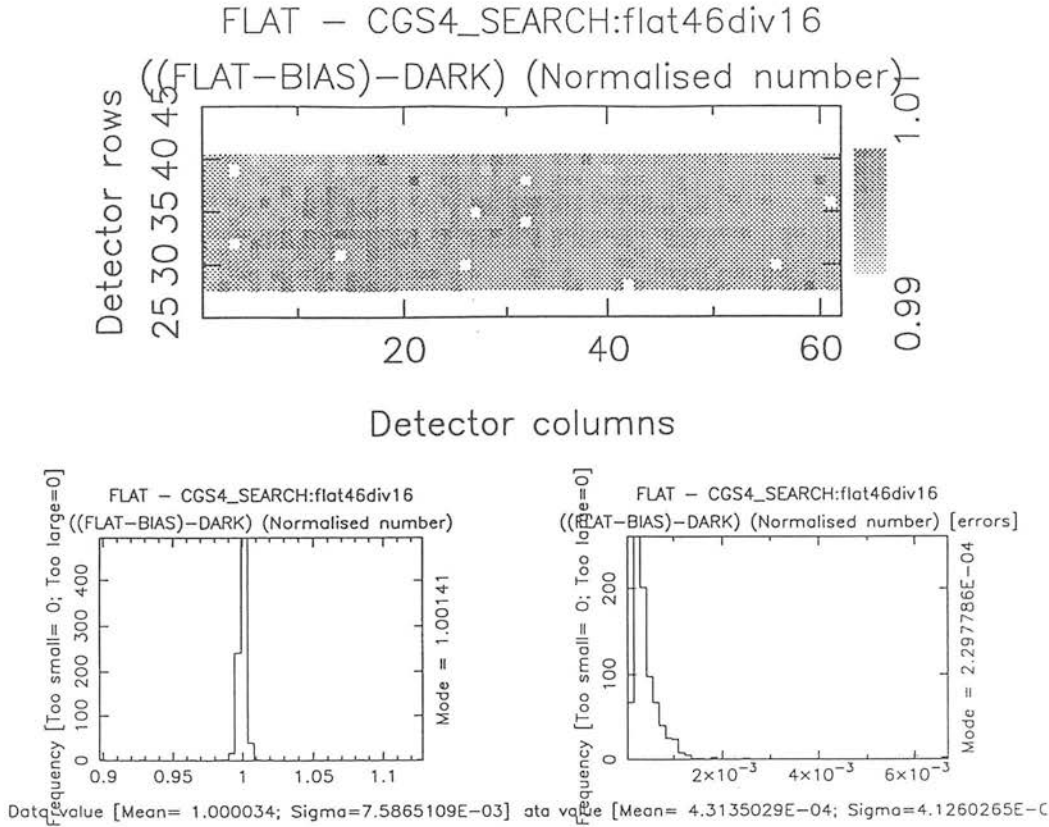 FLAT – CGS4_SEARCH:flat46div16
((FLAT–BIAS)–DARK) (Normalised number)
Detector rows
25 30 35 40 45
20 40 60
0.99 1.01
Detector columns
FLAT – CGS4_SEARCH:flat46div16
((FLAT–BIAS)–DARK) (Normalised number)
Frequency [Too small= 0; Too large=0]
0 100 200 300 400
0.9 0.95 1 1.05 1.1
Mode = 1.00141
Data value [Mean= 1.000034; Sigma=7.5865109E–03]
FLAT – CGS4_SEARCH:flat46div16
((FLAT–BIAS)–DARK) (Normalised number) [errors]
Frequency [Too small= 0; Too large=0]
0 100 200
2×10⁻³ 4×10⁻³ 6×10⁻³
Mode = 2.297786E–04
ata value [Mean= 4.3135029E–04; Sigma=4.1260265E–0